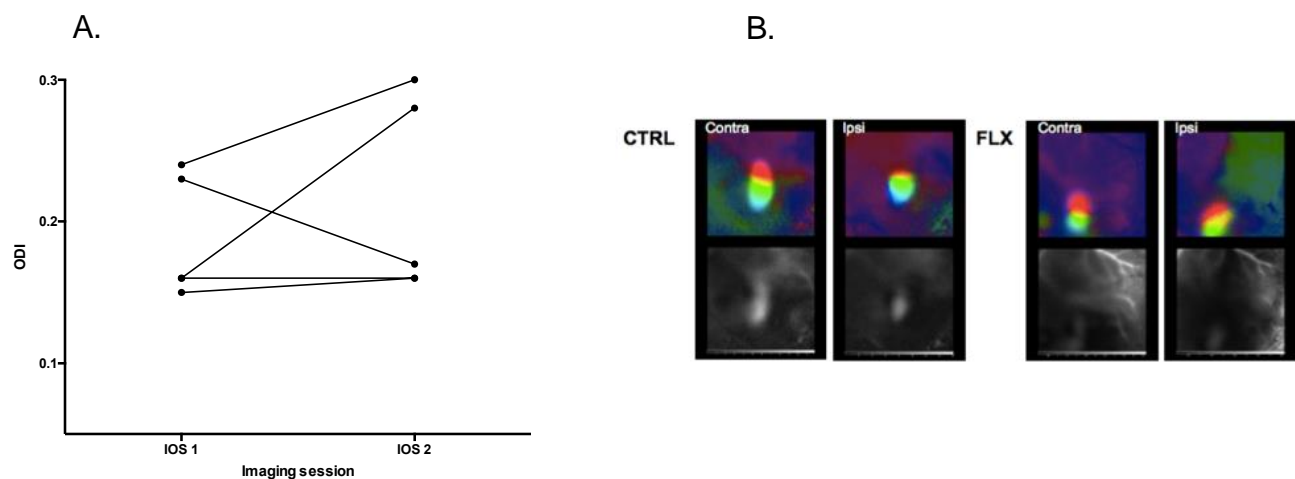 A.
B.
0.3
0.2
0.1
ODI
IOS 1
IOS 2
Imaging session
CTRL
Contra
Ipsi
FLX
Contra
Ipsi